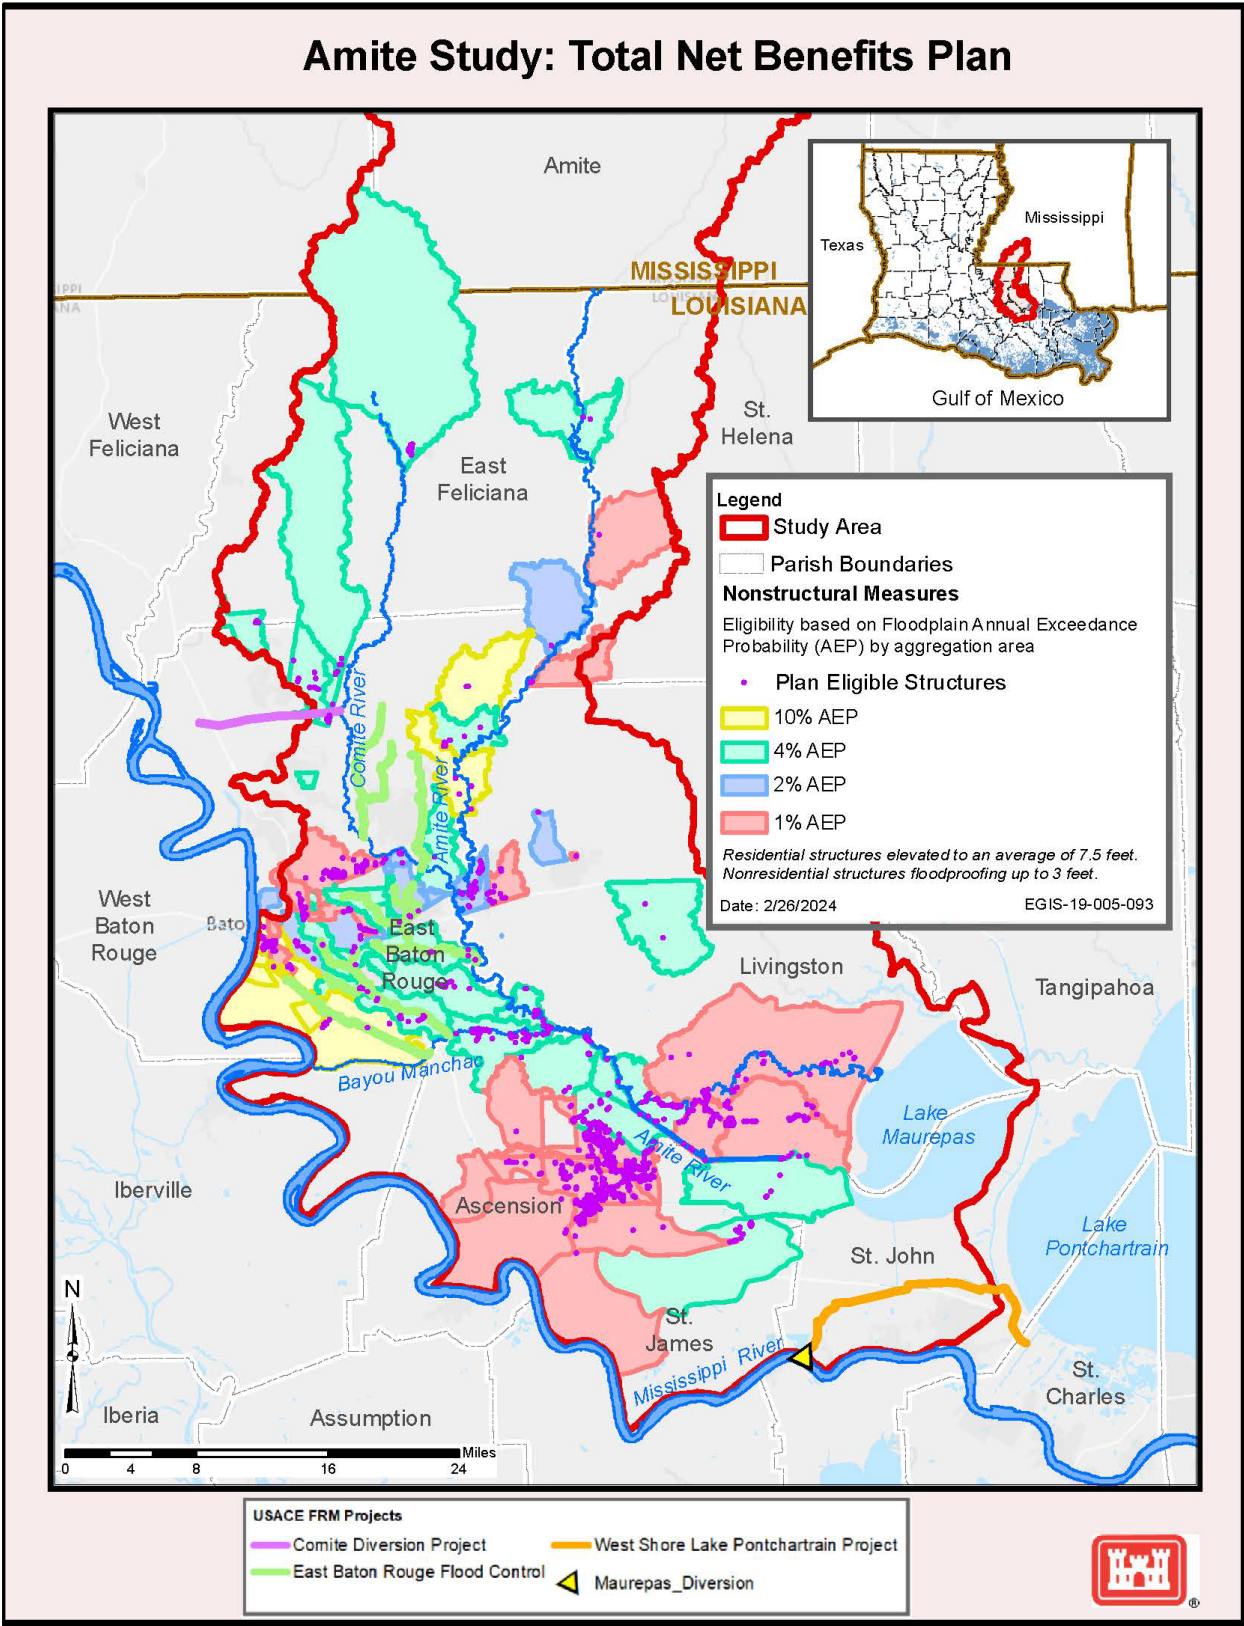 Amite Study: Total Net Benefits Plan
Amite
MISSISSIPPI
LOUISIANA
Texas
Mississippi
Gulf of Mexico
West
Feliciana
East
Feliciana
St.
Helena
Legend
Study Area
Parish Boundaries
Nonstructural Measures
Eligibility based on Floodplain Annual Exceedance
Probability (AEP) by aggregation area
Plan Eligible Structures
10% AEP
4% AEP
2% AEP
1% AEP
Residential structures elevated to an average of 7.5 feet.
Nonresidential structures floodproofing up to 3 feet.
Date: 2/26/2024 EGIS-19-005-093
Comite River
Amite River
West
Baton
Rouge
Bato
East
Baton
Rouge
Livingston
Tangipahoa
Bayou Manchac
Lake
Maurepas
Amite River
Iberville
Ascension
Lake
Pontchartrain
St. John
St.
James
Mississippi River
St.
Charles
N
Iberia
Assumption
Miles
0 4 8 16 24
USACE FRM Projects
Comite Diversion Project
West Shore Lake Pontchartrain Project
East Baton Rouge Flood Control
Maurepas_Diversion
®